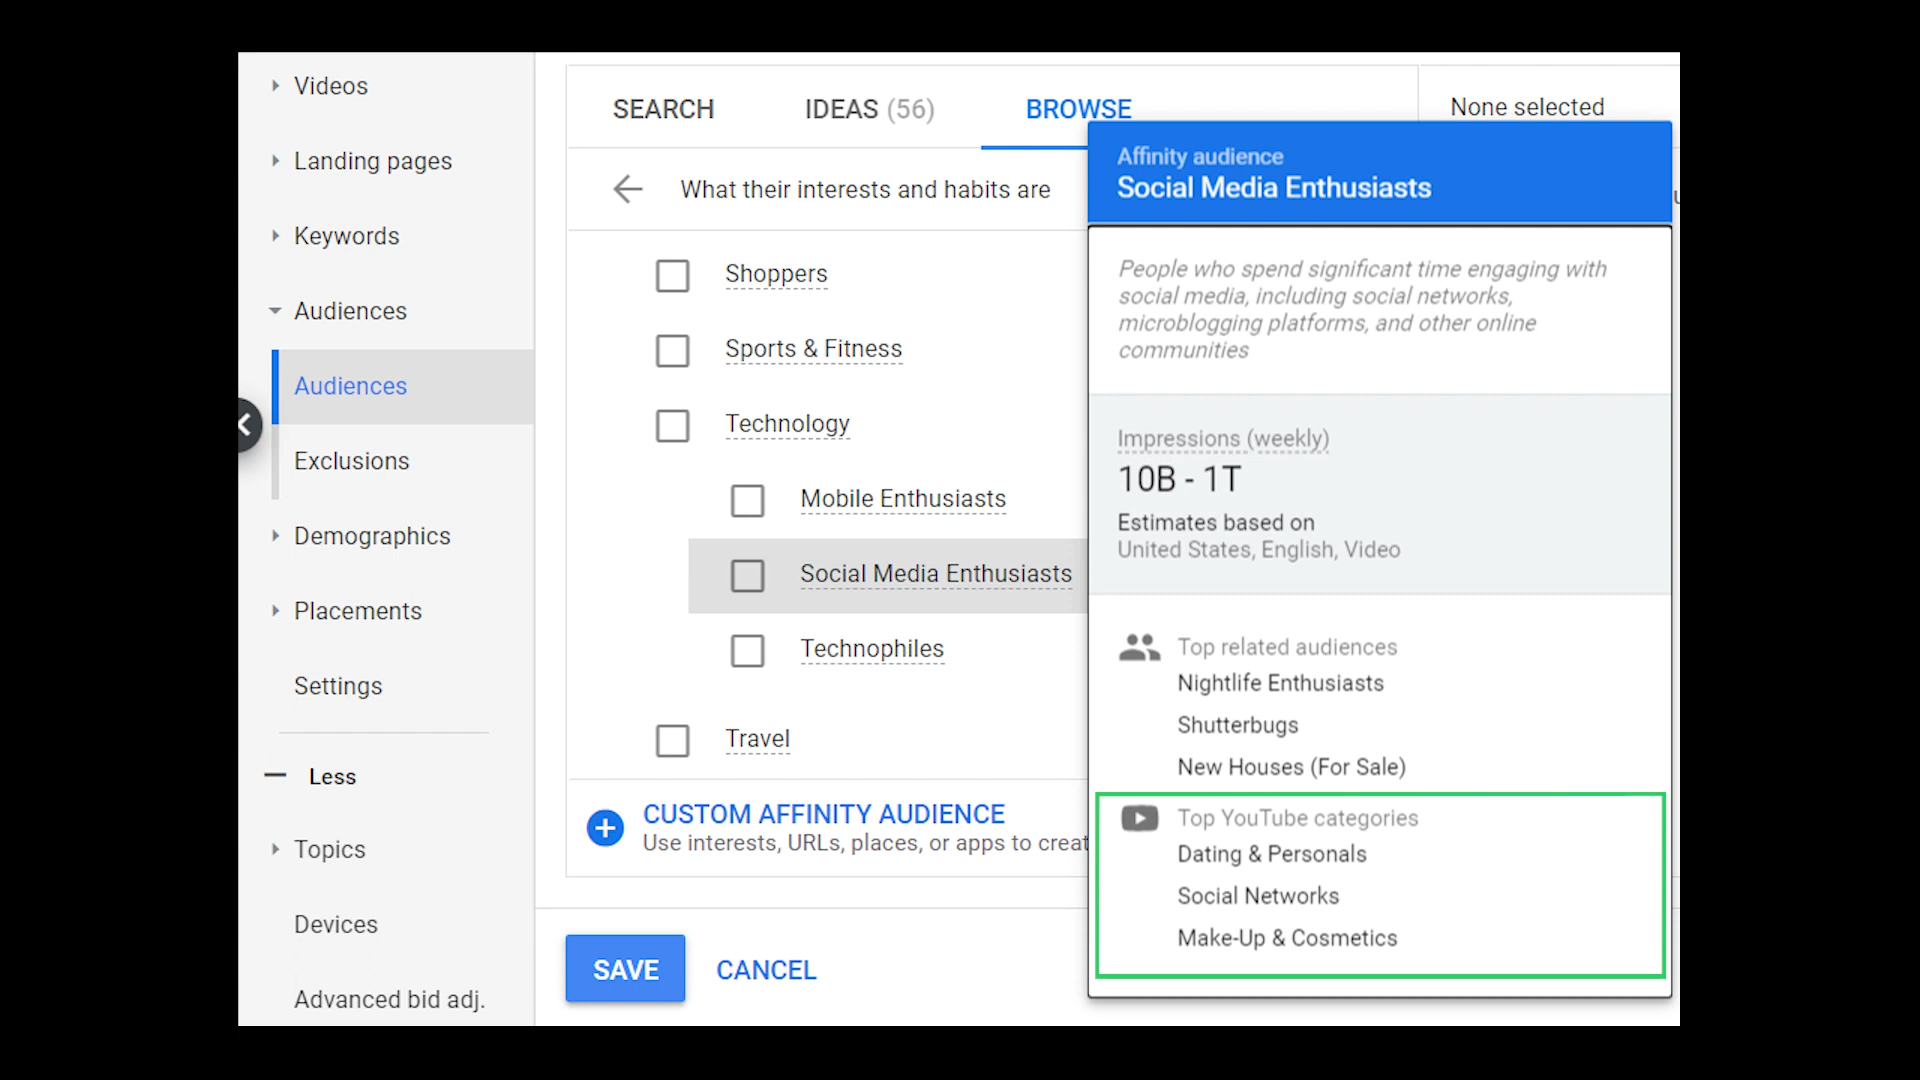 Videos
Landing pages
Keywords
Audiences
Audiences
Exclusions
Demographics
Placements
Settings
Less
Topics
Devices
Advanced bid adj.
SEARCH
IDEAS (56)
BROWSE
None selected
What their interests and habits are
Shoppers
Sports & Fitness
Technology
Mobile Enthusiasts
Social Media Enthusiasts
Technophiles
Travel
CUSTOM AFFINITY AUDIENCE
Use interests, URLs, places, or apps to creat
SAVE
CANCEL
Affinity audience
Social Media Enthusiasts
People who spend significant time engaging with
social media, including social networks,
microblogging platforms, and other online
communities
Impressions (weekly)
10B - 1T
Estimates based on
United States, English, Video
Top related audiences
Nightlife Enthusiasts
Shutterbugs
New Houses (For Sale)
Top YouTube categories
Dating & Personals
Social Networks
Make-Up & Cosmetics